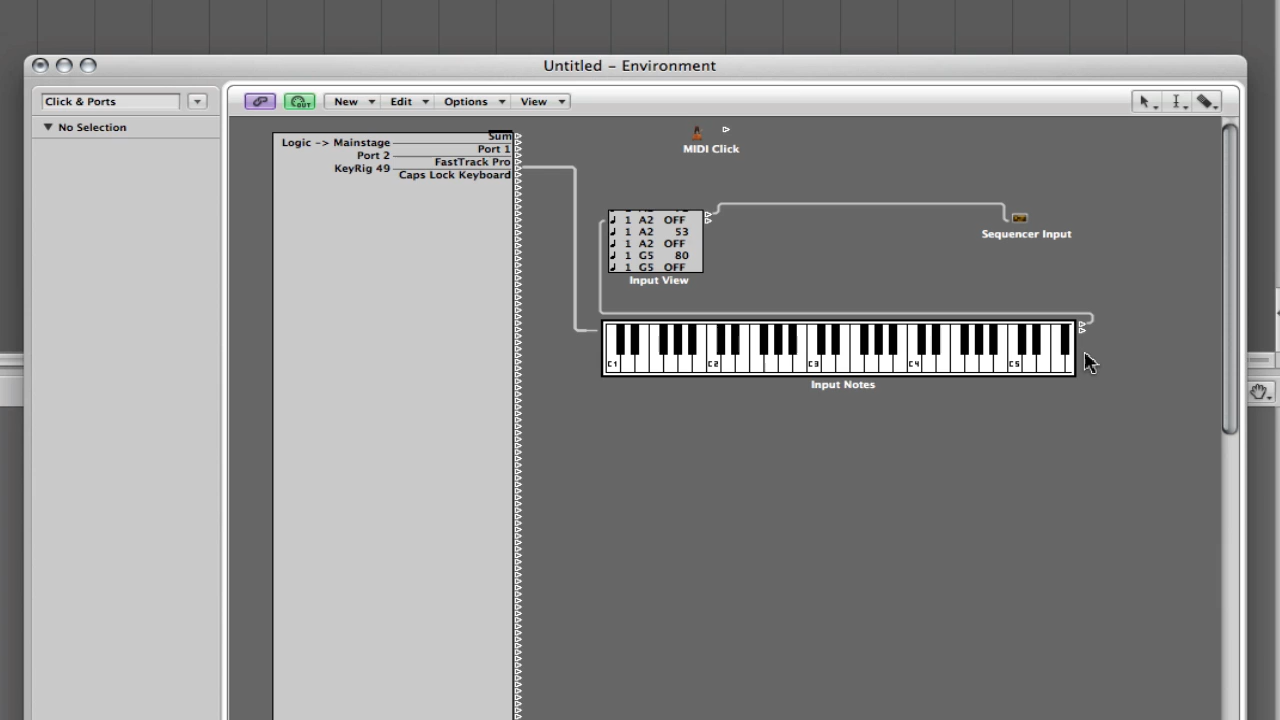 Untitled – Environment
Click & Ports
New Edit Options View
No Selection
Sum
Logic -> Mainstage
Port 1
Port 2
FastTrack Pro
KeyRig 49
Caps Lock Keyboard
MIDI Click
1 A2 OFF
1 A2 53
1 A2 OFF
1 G5 80
1 G5 OFF
Input View
Sequencer Input
C1 C2 C3 C4 C5
Input Notes